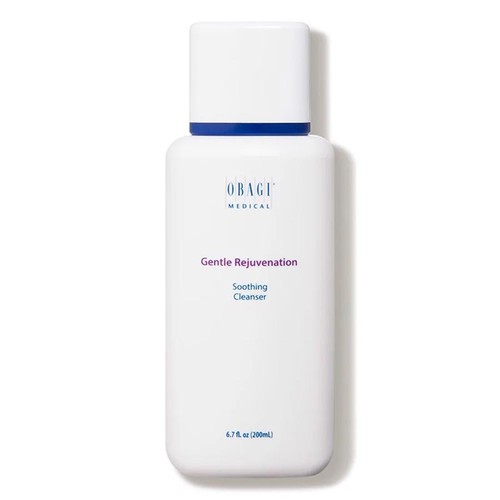 OBAGI®
MEDICAL
Gentle Rejuvenation
Soothing
Cleanser
6.7 fl. oz (200mL)